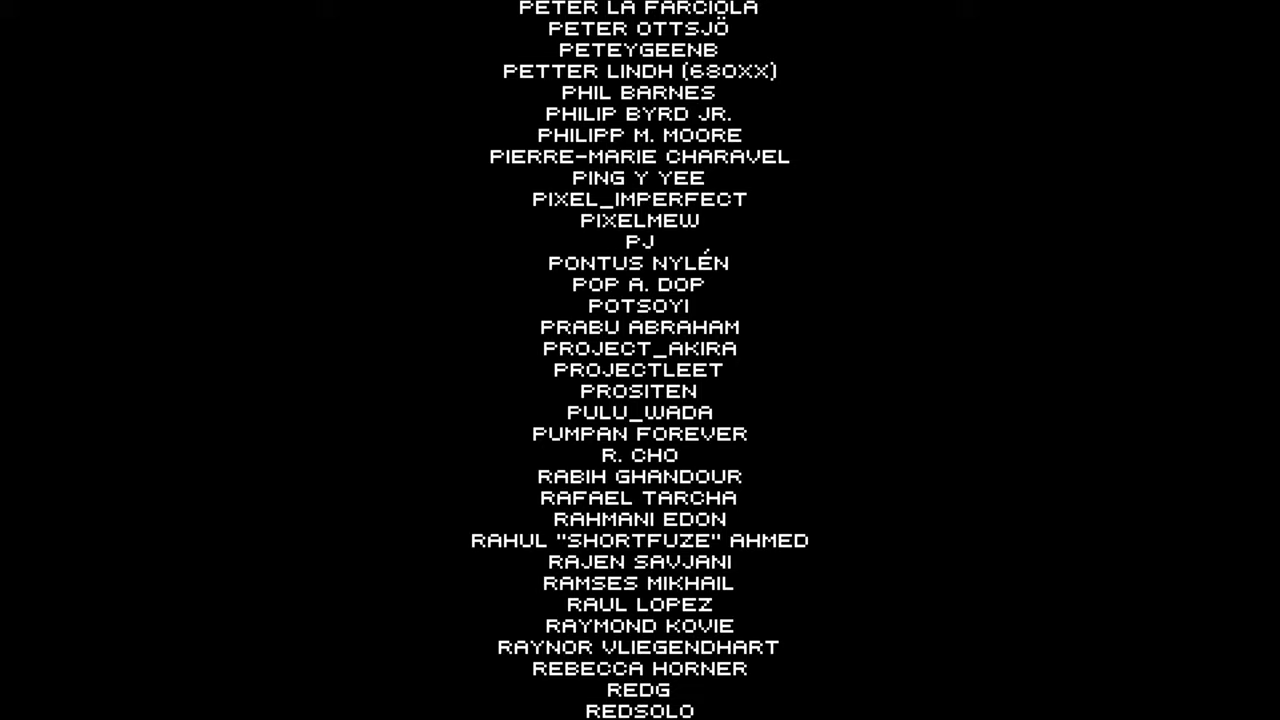 PETER LA FARCIOLA
PETER OTTSJÖ
PETEYGEENB
PETTER LINDH (680XX)
PHIL BARNES
PHILIP BYRD JR.
PHILIPP M. MOORE
PIERRE-MARIE CHARAVEL
PING Y YEE
PIXEL_IMPERFECT
PIXELMEW
PJ
PONTUS NYLÉN
POP A. DOP
POTSOYI
PRABU ABRAHAM
PROJECT_AKIRA
PROJECTLEET
PROSITEN
PULU_WADA
PUMPAN FOREVER
R. CHO
RABIH GHANDOUR
RAFAEL TARCHA
RAHMANI EDON
RAHUL "SHORTFUZE" AHMED
RAJEN SAVJANI
RAMSES MIKHAIL
RAUL LOPEZ
RAYMOND KOVIE
RAYNOR VLIEGENDHART
REBECCA HORNER
REDG
REDSOLO